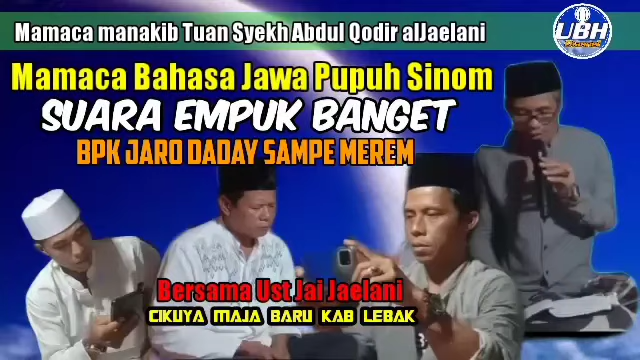 Mamaca manakib Tuan Syekh Abdul Qodir alJaelani
UBH
Mamaca Bahasa Jawa Pupuh Sinom
SUARA EMPUK BANGET
BPK JARO DADAY SAMPE MEREM
Bersama Ust Jai Jaelani
CIKUYA MAJA BARU KAB LEBAK